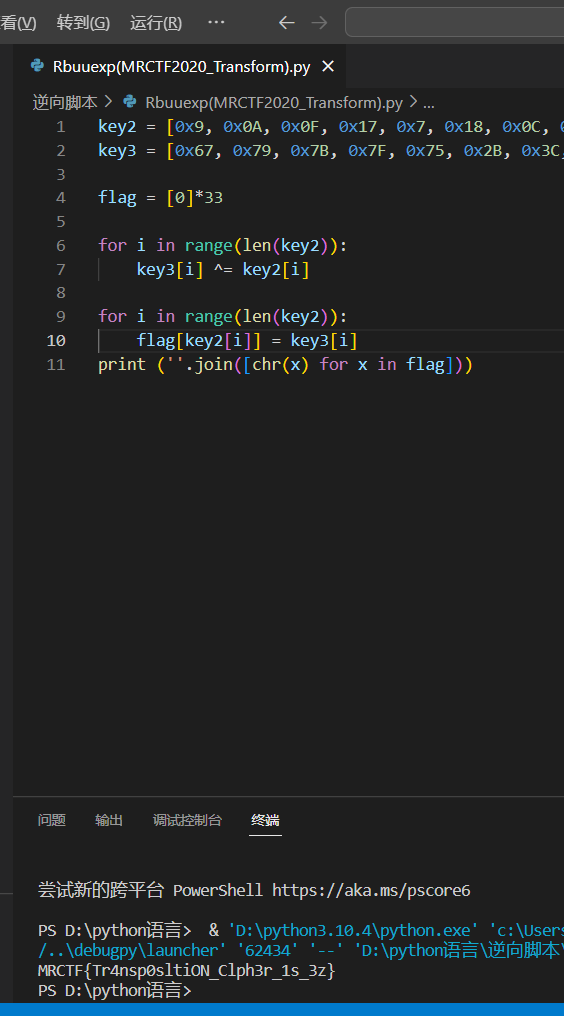 看(V) 转到(G) 运行(R) ···
Rbuuexp(MRCTF2020_Transform).py
逆向脚本 > Rbuuexp(MRCTF2020_Transform).py > ...
1 key2 = [0x9, 0x0A, 0x0F, 0x17, 0x7, 0x18, 0x0C,
2 key3 = [0x67, 0x79, 0x7B, 0x7F, 0x75, 0x2B, 0x3C,
3
4 flag = [0]*33
5
6 for i in range(len(key2)):
7 key3[i] ^= key2[i]
8
9 for i in range(len(key2)):
10 flag[key2[i]] = key3[i]
11 print (''.join([chr(x) for x in flag]))
问题 输出 调试控制台 终端
尝试新的跨平台 PowerShell https://aka.ms/pscore6
PS D:\python语言> & 'D:\python3.10.4\python.exe' 'c:\Users
/..\debugpy\launcher' '62434' '--' 'D:\python语言\逆向脚本\
MRCTF{Tr4nsp0sltiON_Clph3r_1s_3z}
PS D:\python语言>